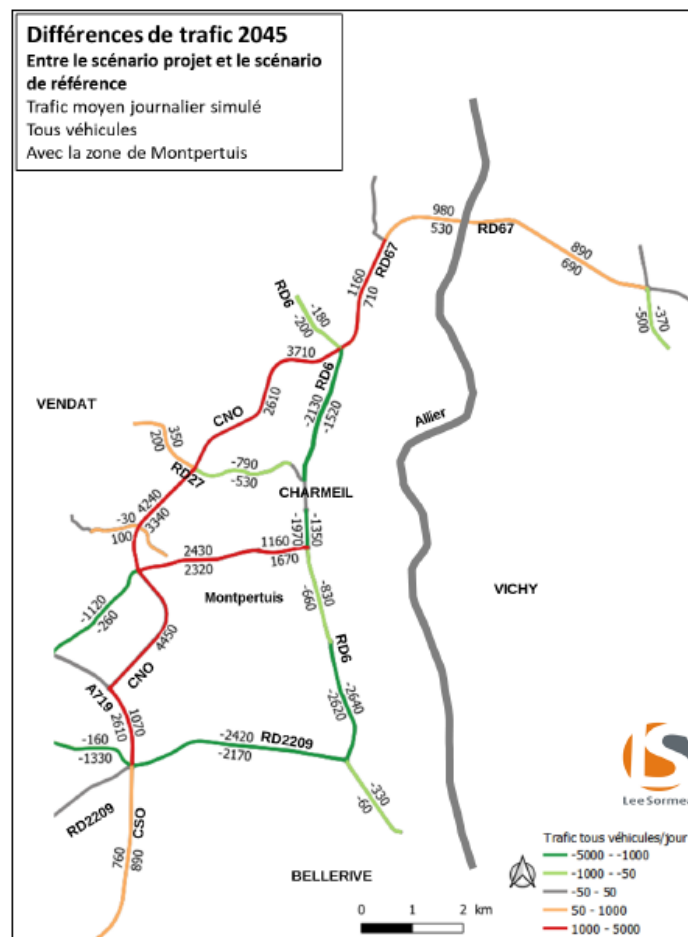 Différences de trafic 2045
Entre le scénario projet et le scénario
de référence
Trafic moyen journalier simulé
Tous véhicules
Avec la zone de Montpertuis
980
530
RD67
890
690
RD67
1160
710
-370
-500
RD6
-180
-200
3710
2610
CNO
RD6
-2130
-1520
VENDAT
Allier
350
200
RD27
-790
-530
CHARMEIL
4240
3340
-30
100
-1350
-1970
2430
2320
1160
1670
Montpertuis
VICHY
-830
-660
-1120
-260
RD6
4450
CNO
A719
2610
1070
-2640
-2620
-160
-1330
-2420
-2170
RD2209
RD2209
-330
-60
CSO
760
890
BELLERIVE
LeeSormea
Trafic tous véhicules/jour
-5000 - -1000
-1000 - -50
-50 - 50
50 - 1000
1000 - 5000
0 1 2 km